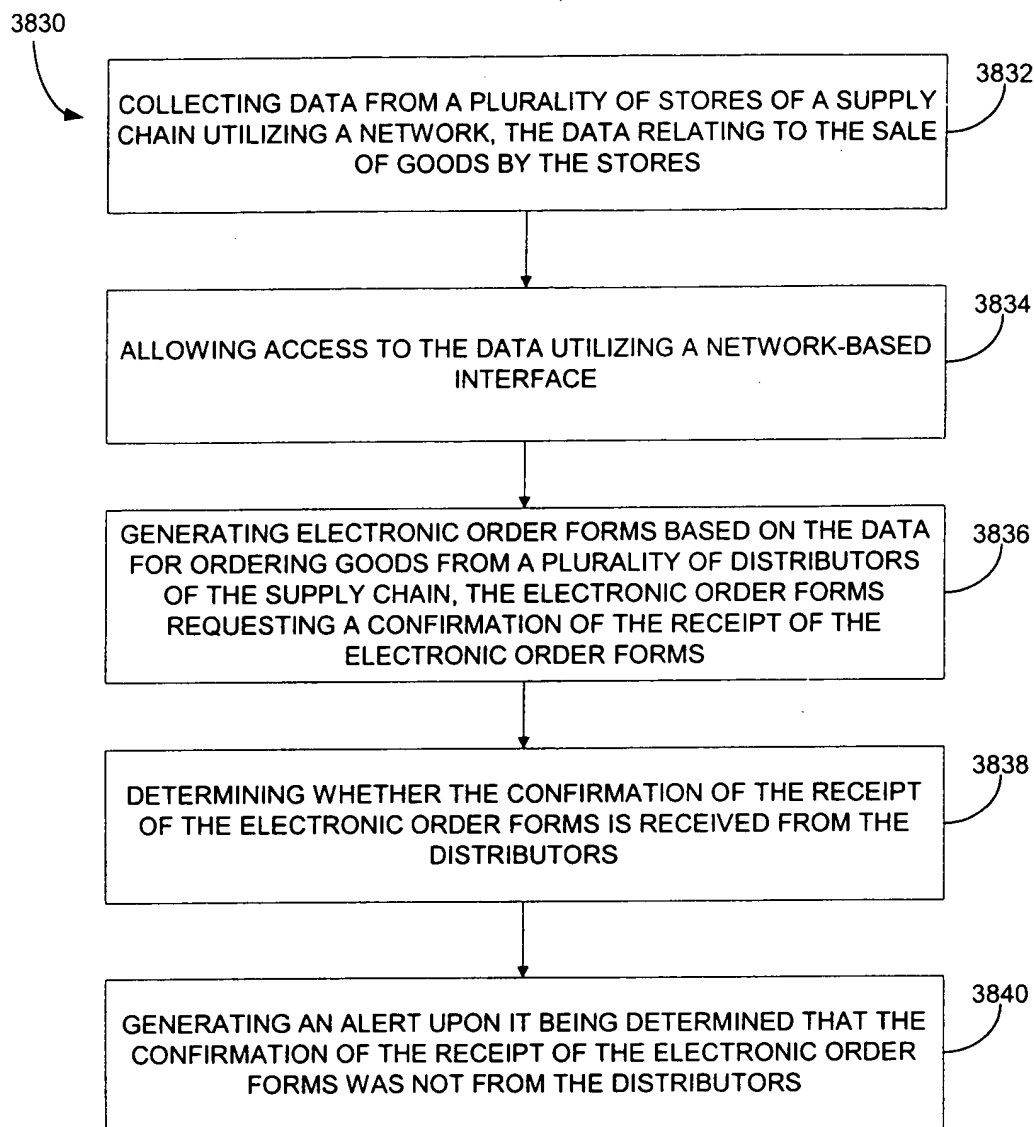 3830
3832
COLLECTING DATA FROM A PLURALITY OF STORES OF A SUPPLY
CHAIN UTILIZING A NETWORK, THE DATA RELATING TO THE SALE
OF GOODS BY THE STORES
3834
ALLOWING ACCESS TO THE DATA UTILIZING A NETWORK-BASED
INTERFACE
3836
GENERATING ELECTRONIC ORDER FORMS BASED ON THE DATA
FOR ORDERING GOODS FROM A PLURALITY OF DISTRIBUTORS
OF THE SUPPLY CHAIN, THE ELECTRONIC ORDER FORMS
REQUESTING A CONFIRMATION OF THE RECEIPT OF THE
ELECTRONIC ORDER FORMS
3838
DETERMINING WHETHER THE CONFIRMATION OF THE RECEIPT
OF THE ELECTRONIC ORDER FORMS IS RECEIVED FROM THE
DISTRIBUTORS
3840
GENERATING AN ALERT UPON IT BEING DETERMINED THAT THE
CONFIRMATION OF THE RECEIPT OF THE ELECTRONIC ORDER
FORMS WAS NOT FROM THE DISTRIBUTORS